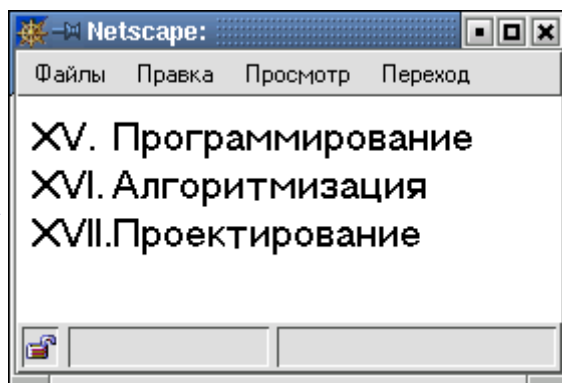 Netscape:
Файлы Правка Просмотр Переход
XV. Программирование
XVI. Алгоритмизация
XVII.Проектирование